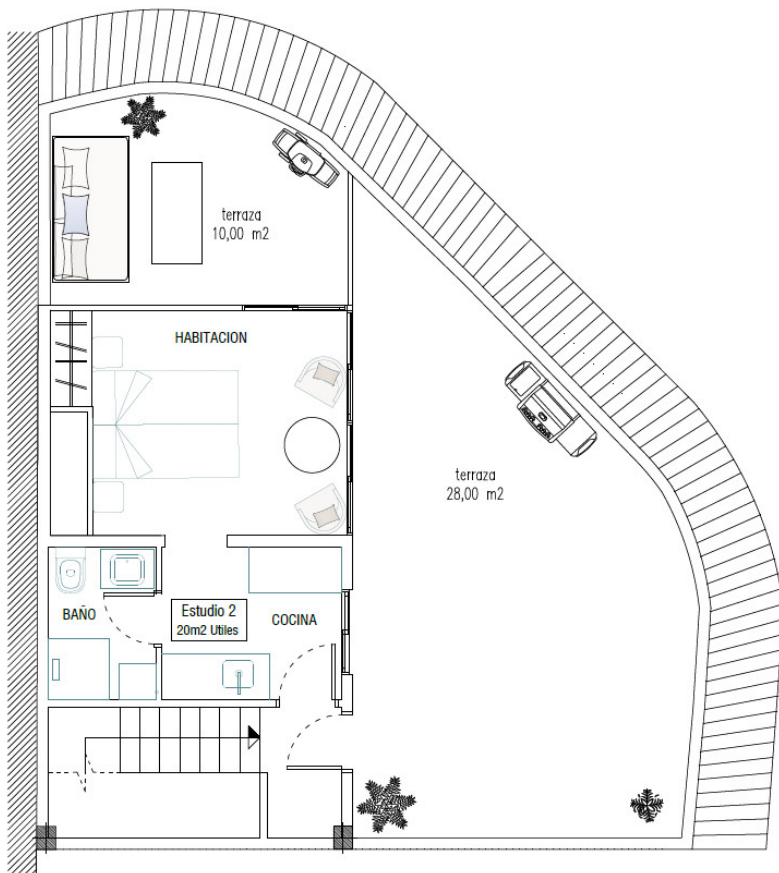 terraza
10,00 m2
HABITACION
terraza
28,00 m2
BAÑO
Estudio 2
20m2 Utiles
COCINA